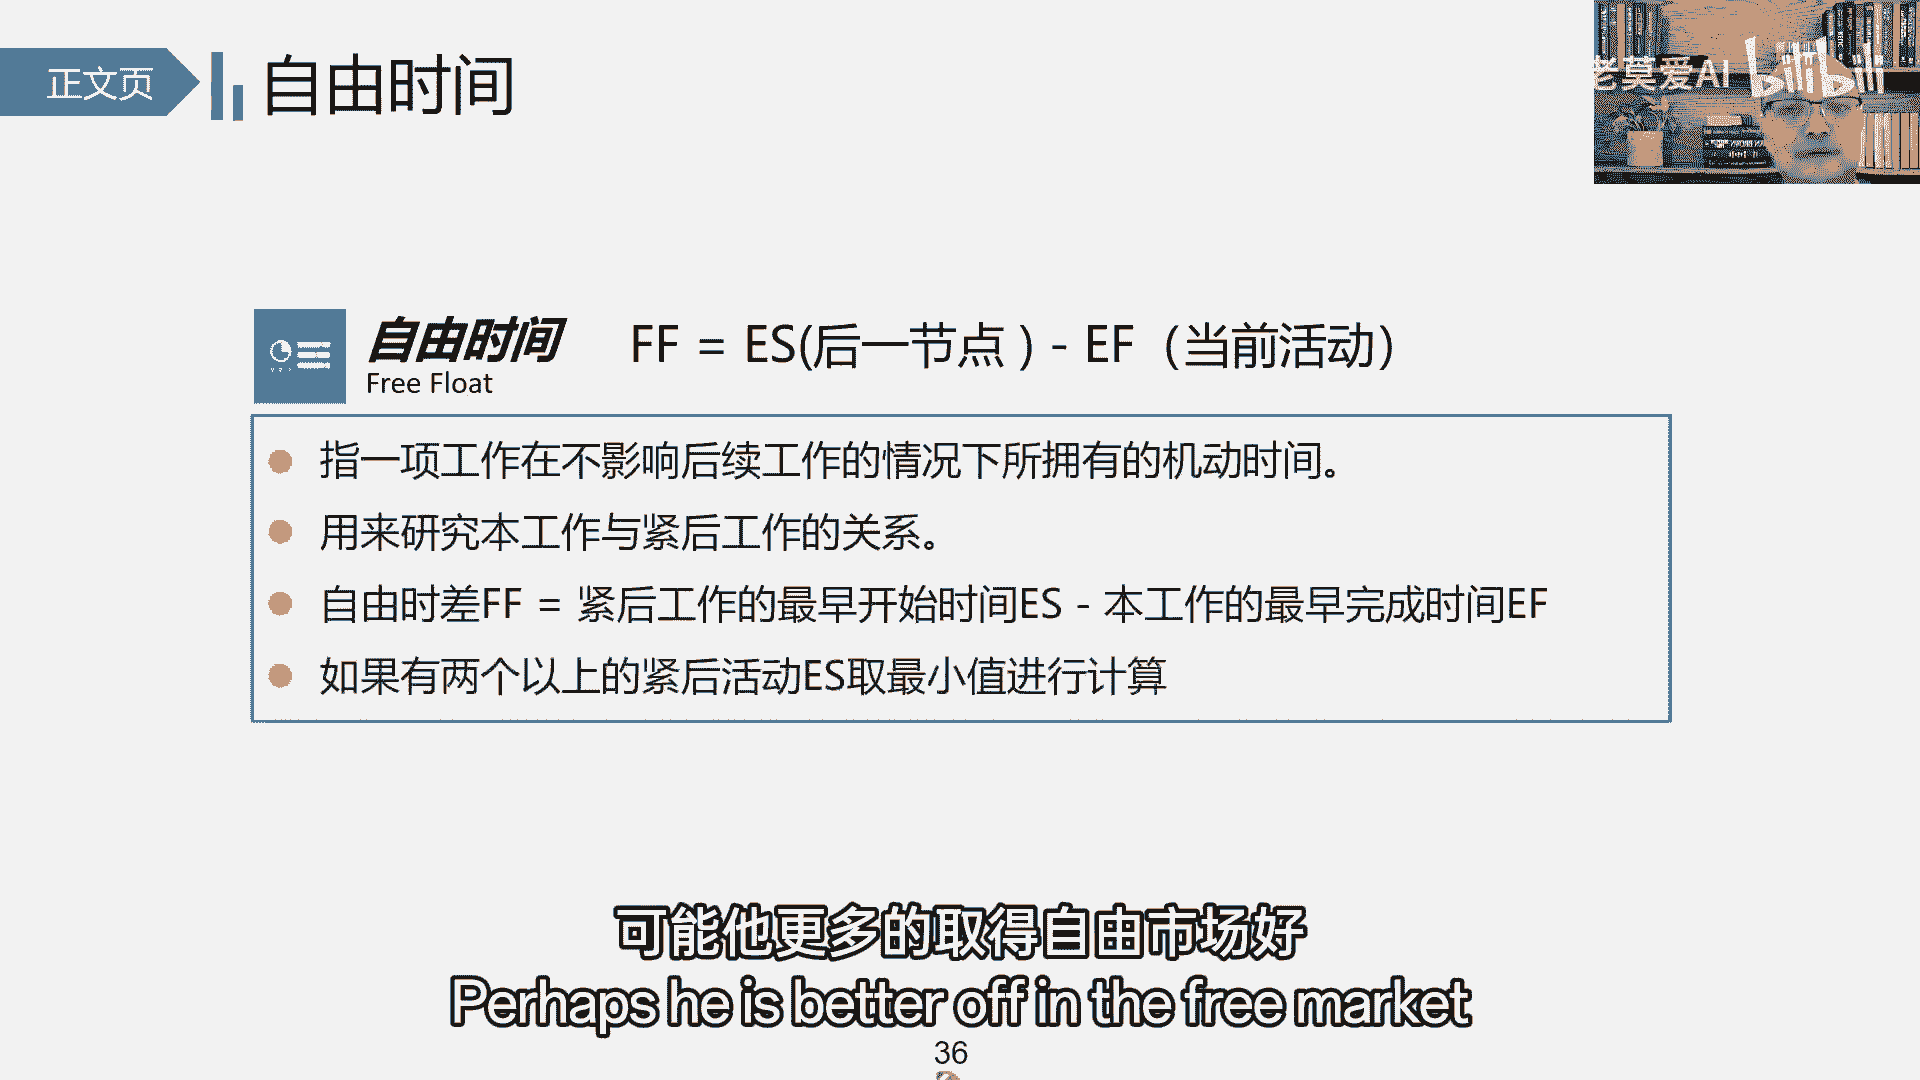 正文页
自由时间
老莫爱AI
bilibili
自由时间
Free Float
FF = ES(后一节点 ) - EF（当前活动）
指一项工作在不影响后续工作的情况下所拥有的机动时间。
用来研究本工作与紧后工作的关系。
自由时差FF = 紧后工作的最早开始时间ES - 本工作的最早完成时间EF
如果有两个以上的紧后活动ES取最小值进行计算
可能他更多的取得自由市场好
Perhaps he is better off in the free market
36